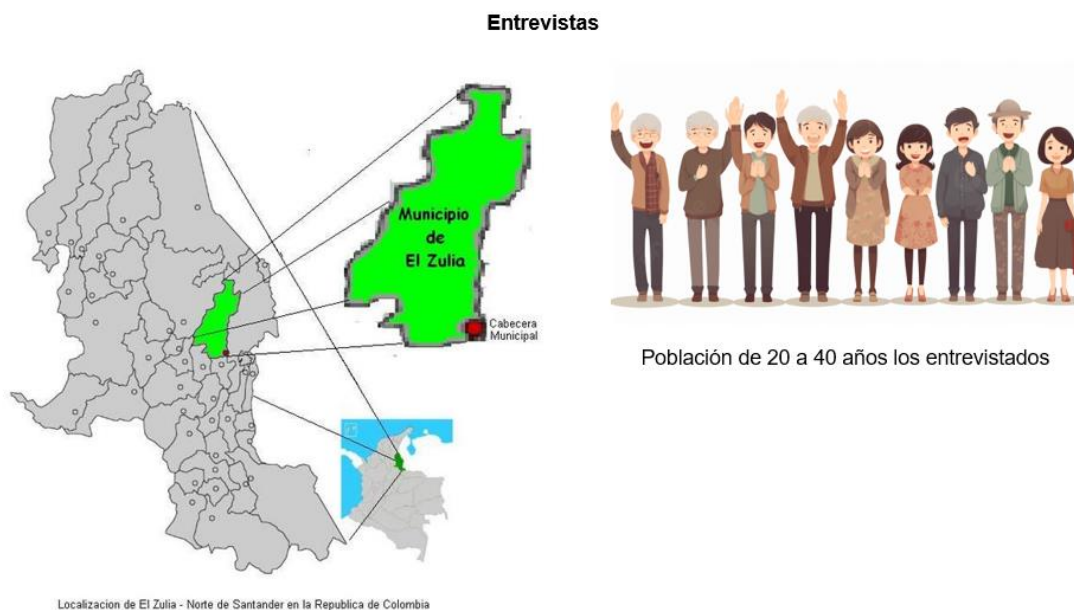 Entrevistas
Municipio
de
El Zulia
Cabecera
Municipal
Población de 20 a 40 años los entrevistados
Localizacion de El Zulia - Norte de Santander en la Republica de Colombia